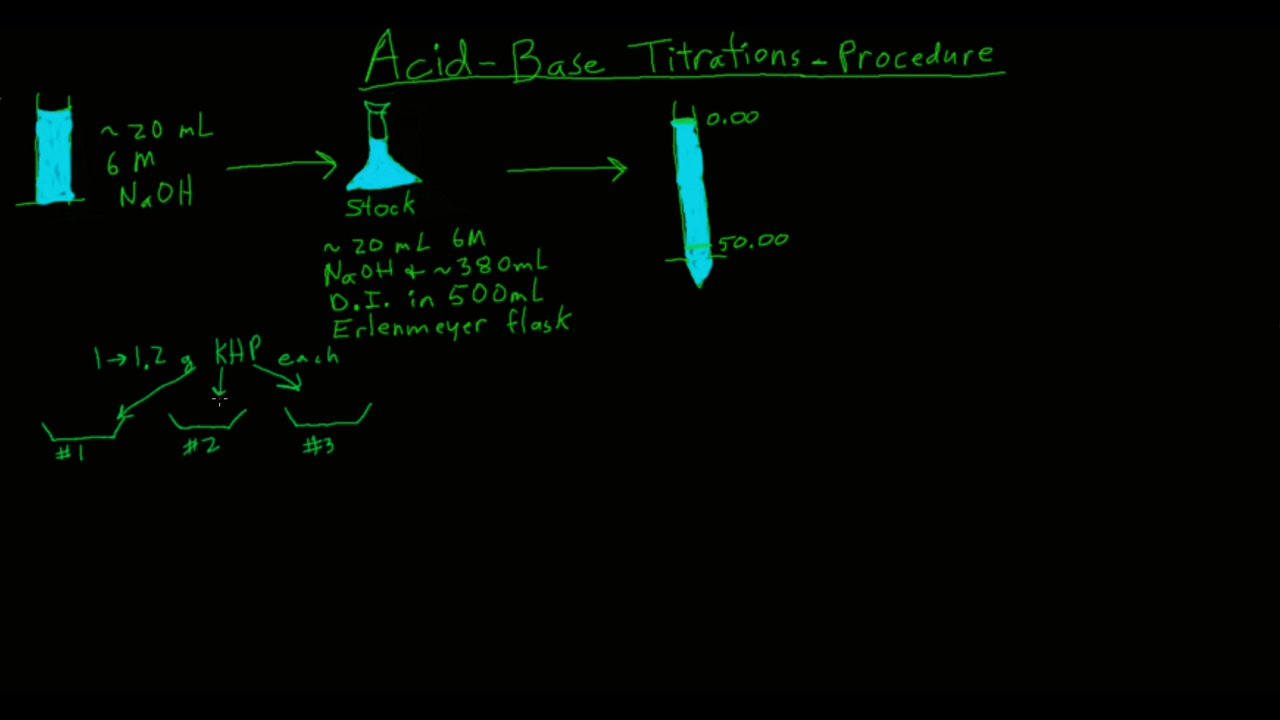 Acid-Base Titrations - Procedure
~ 20 mL
6 M
NaOH
Stock
~ 20 mL 6M
NaOH + ~380mL
D.I. in 500mL
Erlenmeyer flask
0.00
50.00
1→1.2 g KHP each
#1
#2
#3